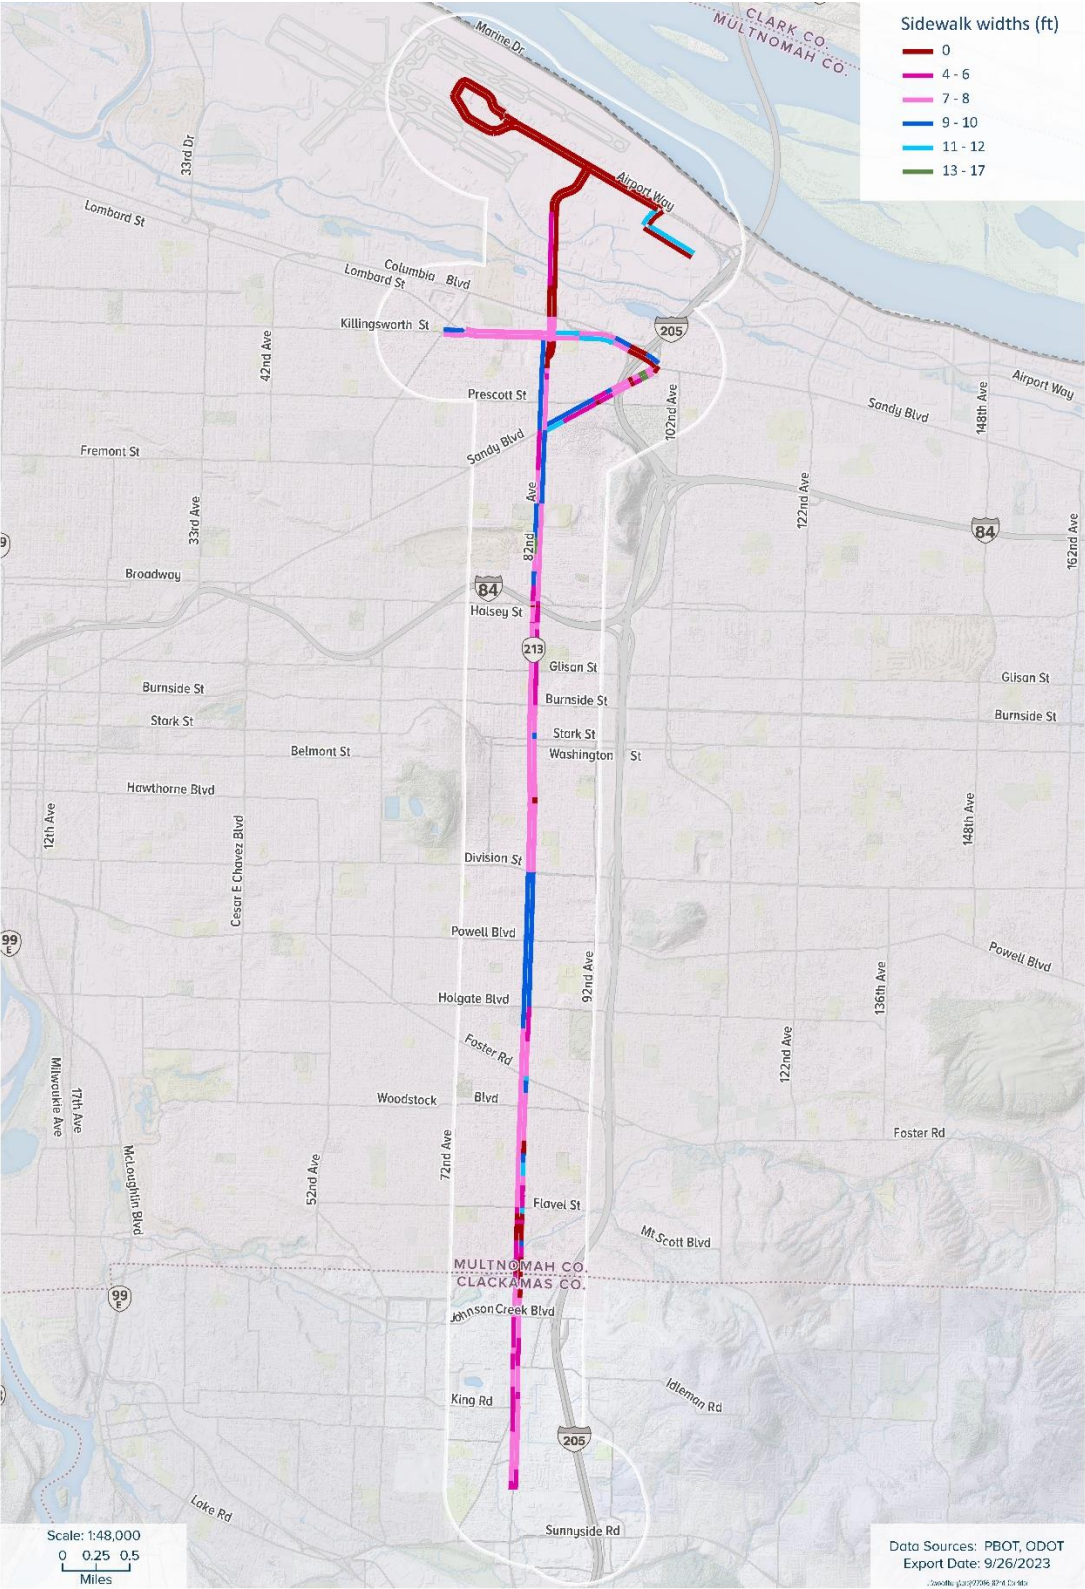 CLARK CO.
MULTNOMAH CO.
Sidewalk widths (ft)
0
4 - 6
7 - 8
9 - 10
11 - 12
13 - 17
Marine Dr.
33rd Dr
Airport Way
Lombard St
Columbia Blvd
Lombard St
Killingsworth St
205
42nd Ave
Prescott St
102nd Ave
Airport Way
148th Ave
Sandy Blvd
Sandy Blvd
Fremont St
33rd Ave
82nd Ave
122nd Ave
84
162nd Ave
9
Broadway
84
Halsey St
213
Glisan St
Glisan St
Burnside St
Burnside St
Burnside St
Stark St
Stark St
Belmont St
Washington St
Hawthorne Blvd
12th Ave
Cesar E Chavez Blvd
148th Ave
Division St
Powell Blvd
99
E
Powell Blvd
92nd Ave
136th Ave
Holgate Blvd
Foster Rd
122nd Ave
Milwaukie Ave
17th Ave
Woodstock Blvd
Foster Rd
72nd Ave
McLoughlin Blvd
52nd Ave
Flavel St
Mt Scott Blvd
MULTNOMAH CO.
CLACKAMAS CO.
99
E
Johnson Creek Blvd
King Rd
Idleman Rd
205
Lake Rd
Sunnyside Rd
Scale: 1:48,000
0 0.25 0.5
Miles
Data Sources: PBOT, ODOT
Export Date: 9/26/2023